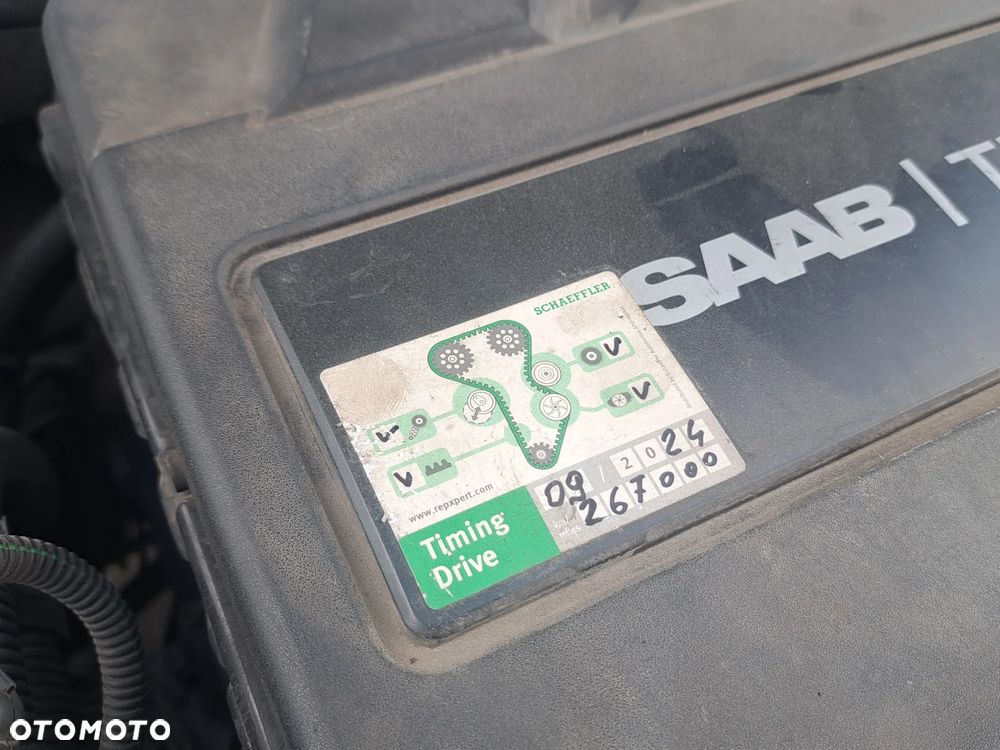 SAAB | T
SCHAEFFLER
V
V
V
V
www.repxpert.com
09 / 2024
km/
miles
267000
Timing
Drive
OTOMOTO